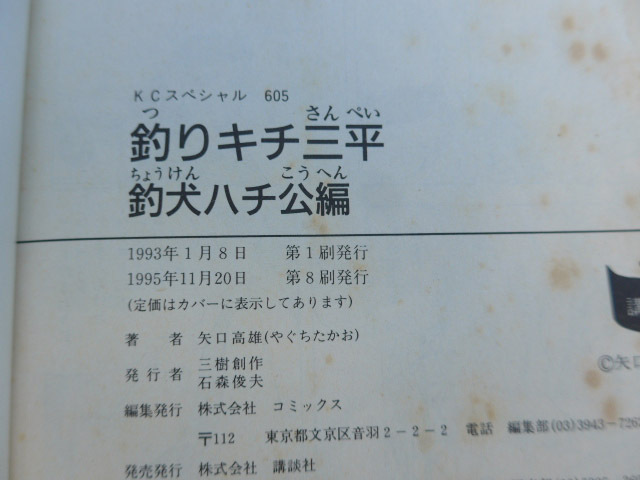 KCスペシャル 605
つ さん ぺい
釣りキチ三平
ちょうけん こう へん
釣犬ハチ公編
1993年1月8日 第1刷発行
1995年11月20日 第8刷発行
(定価はカバーに表示してあります)
著者 矢口高雄(やぐちたかお)
発行者 三樹創作
石森俊夫
編集発行 株式会社 コミックス
〒112 東京都文京区音羽2-2-2 電話 編集部(03)3943-726
発売発行 株式会社 講談社
講
©矢口